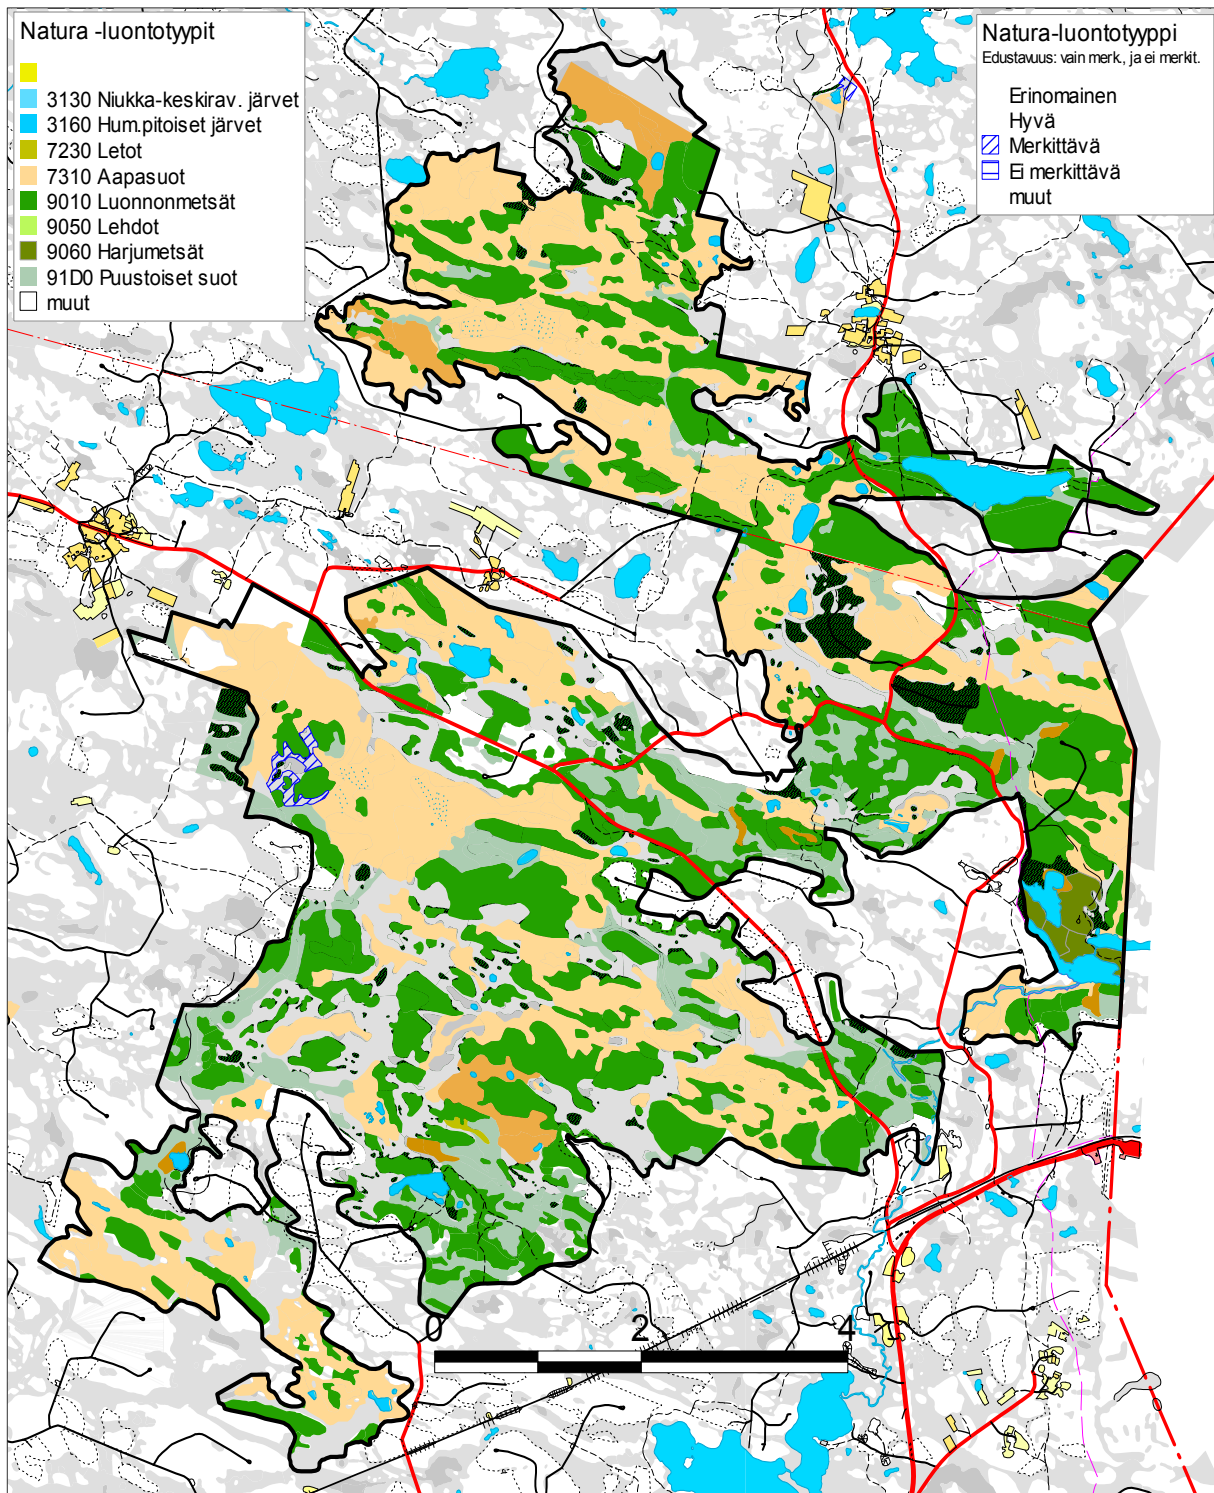 Natura -luontotyypit
3130 Niukka-keskirav. järvet
3160 Hum.pitoiset järvet
7230 Letot
7310 Aapasuot
9010 Luonnonmetsät
9050 Lehdot
9060 Harjumetsät
91D0 Puustoiset suot
muut
Natura-luontotyyppi
Edustavuus: vain merk., ja ei merkit.
Erinomainen
Hyvä
Merkittävä
Ei merkittävä
muut
0 2 4